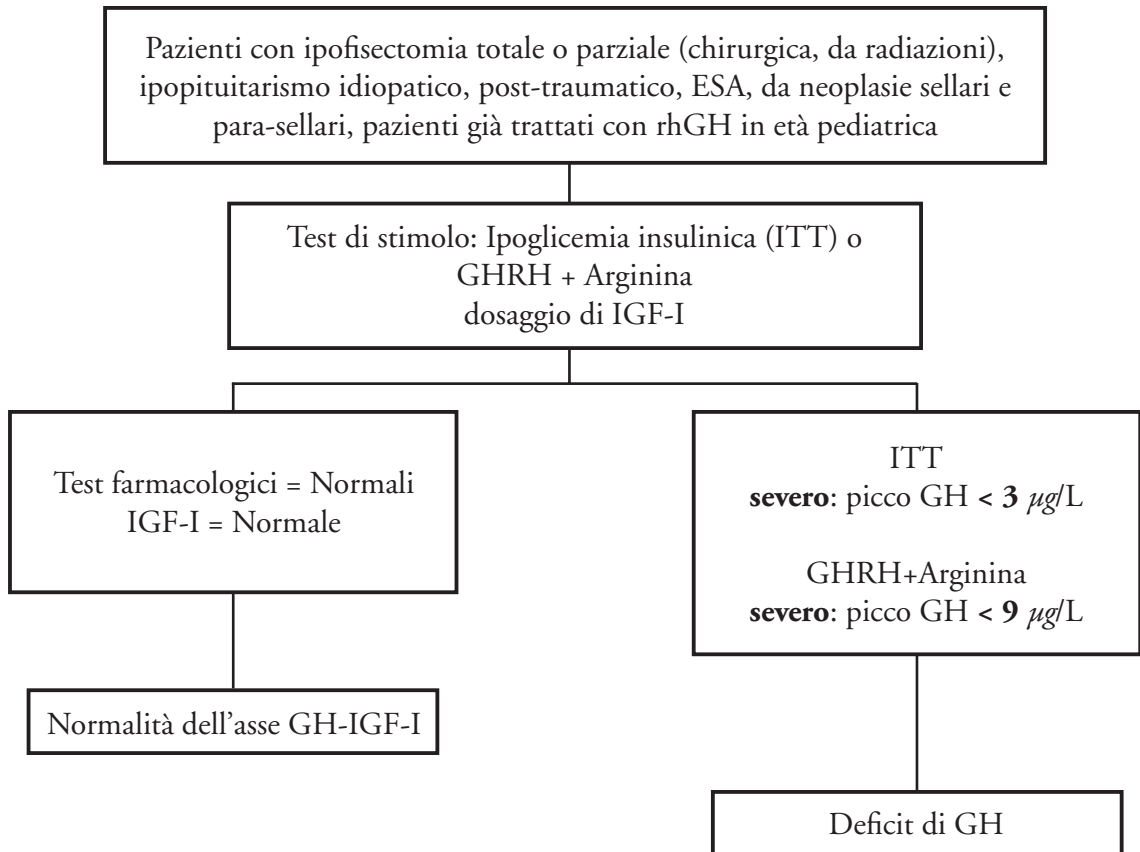 Pazienti con ipofisectomia totale o parziale (chirurgica, da radiazioni),
ipopituitarismo idiopatico, post-traumatico, ESA, da neoplasie sellari e
para-sellari, pazienti già trattati con rhGH in età pediatrica
Test di stimolo: Ipoglicemia insulinica (ITT) o
GHRH + Arginina
dosaggio di IGF-I
Test farmacologici = Normali
IGF-I = Normale
ITT
severo: picco GH < 3 µg/L
GHRH+Arginina
severo: picco GH < 9 µg/L
Normalità dell’asse GH-IGF-I
Deficit di GH